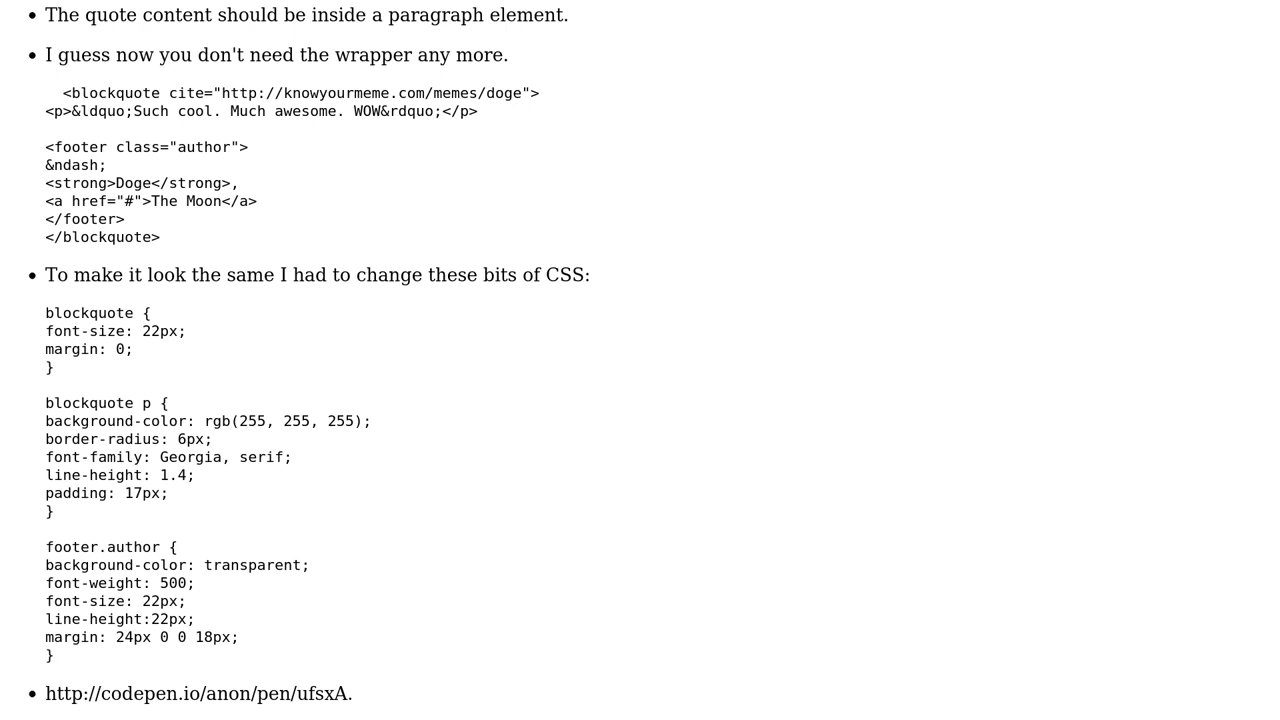 The quote content should be inside a paragraph element.
I guess now you don't need the wrapper any more.
<blockquote cite="http://knowyourmeme.com/memes/doge">
<p>&ldquo;Such cool. Much awesome. WOW&rdquo;</p>
<footer class="author">
&ndash;
<strong>Doge</strong>,
<a href="#">The Moon</a>
</footer>
</blockquote>
To make it look the same I had to change these bits of CSS:
blockquote {
font-size: 22px;
margin: 0;
}
blockquote p {
background-color: rgb(255, 255, 255);
border-radius: 6px;
font-family: Georgia, serif;
line-height: 1.4;
padding: 17px;
}
footer.author {
background-color: transparent;
font-weight: 500;
font-size: 22px;
line-height:22px;
margin: 24px 0 0 18px;
}
http://codepen.io/anon/pen/ufsxA.